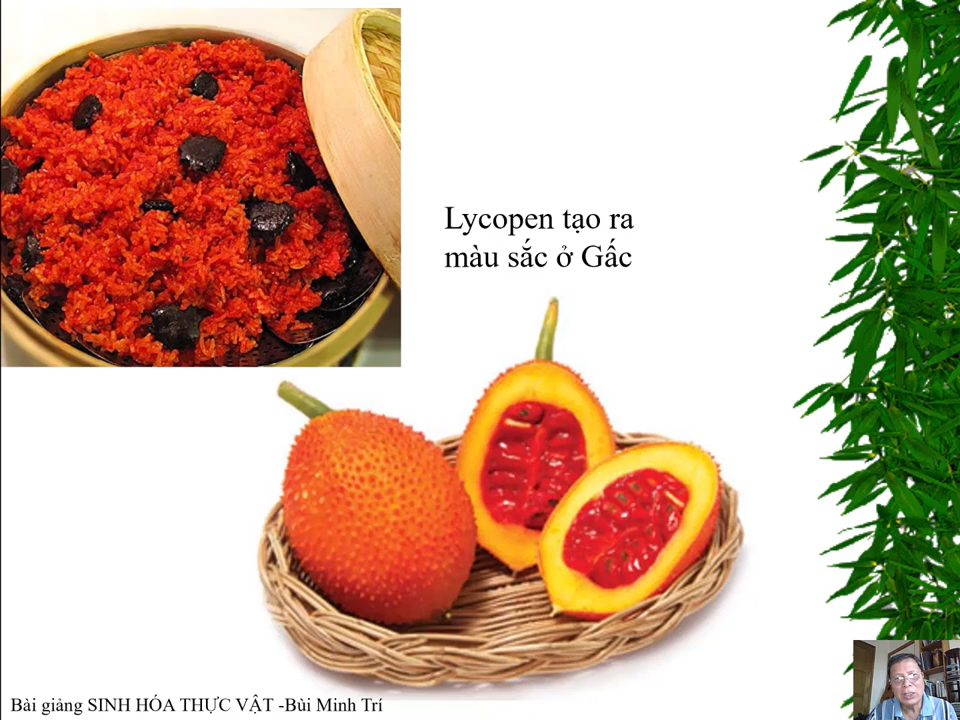 Lycopen tạo ra
màu sắc ở Gấc
Bài giảng SINH HÓA THỰC VẬT -Bùi Minh Trí